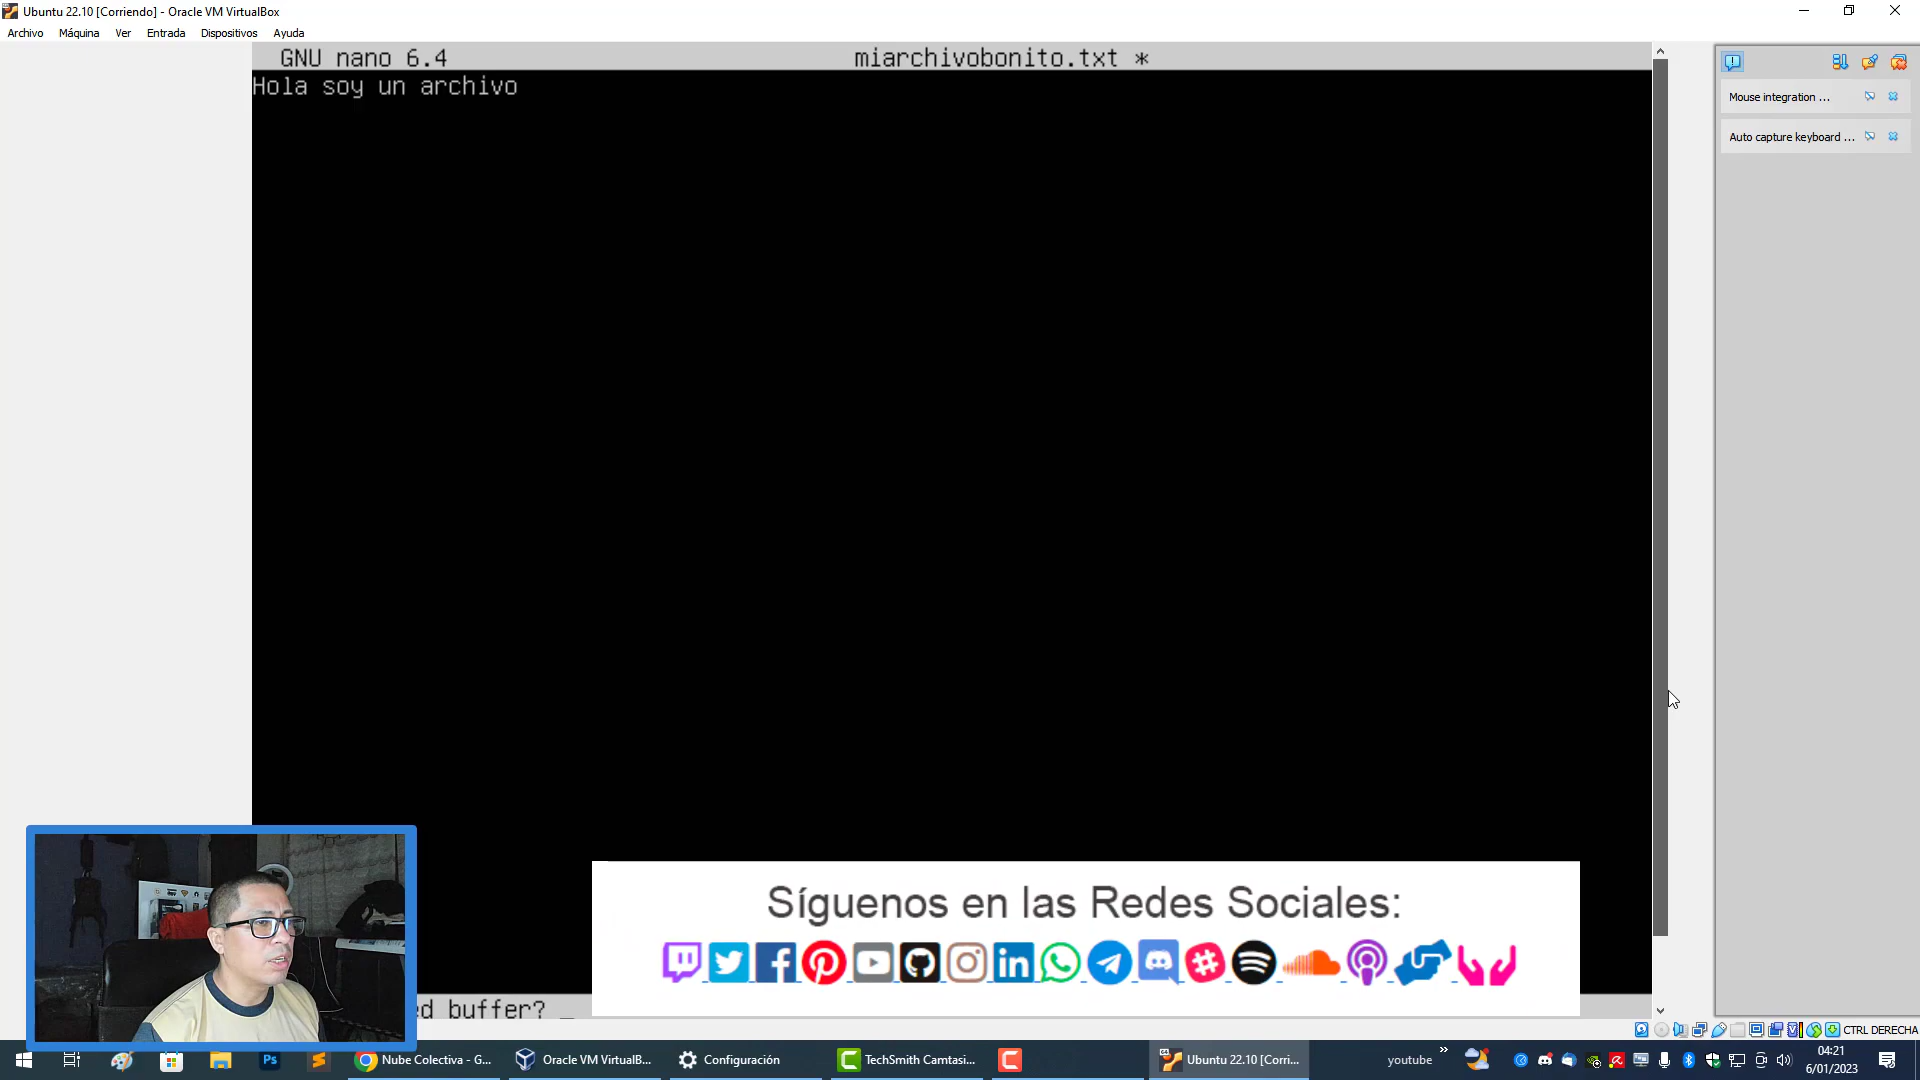 Ubuntu 22.10 [Corriendo] - Oracle VM VirtualBox
Archivo Máquina Ver Entrada Dispositivos Ayuda
GNU nano 6.4 miarchivobonito.txt *
Hola soy un archivo
Mouse integration ...
Auto capture keyboard ...
Síguenos en las Redes Sociales:
ed buffer? _
CTRL DERECHA
Ps
Nube Colectiva - G...
Oracle VM VirtualB...
Configuración
TechSmith Camtasi...
Ubuntu 22.10 [Corri...
youtube
04:21
6/01/2023